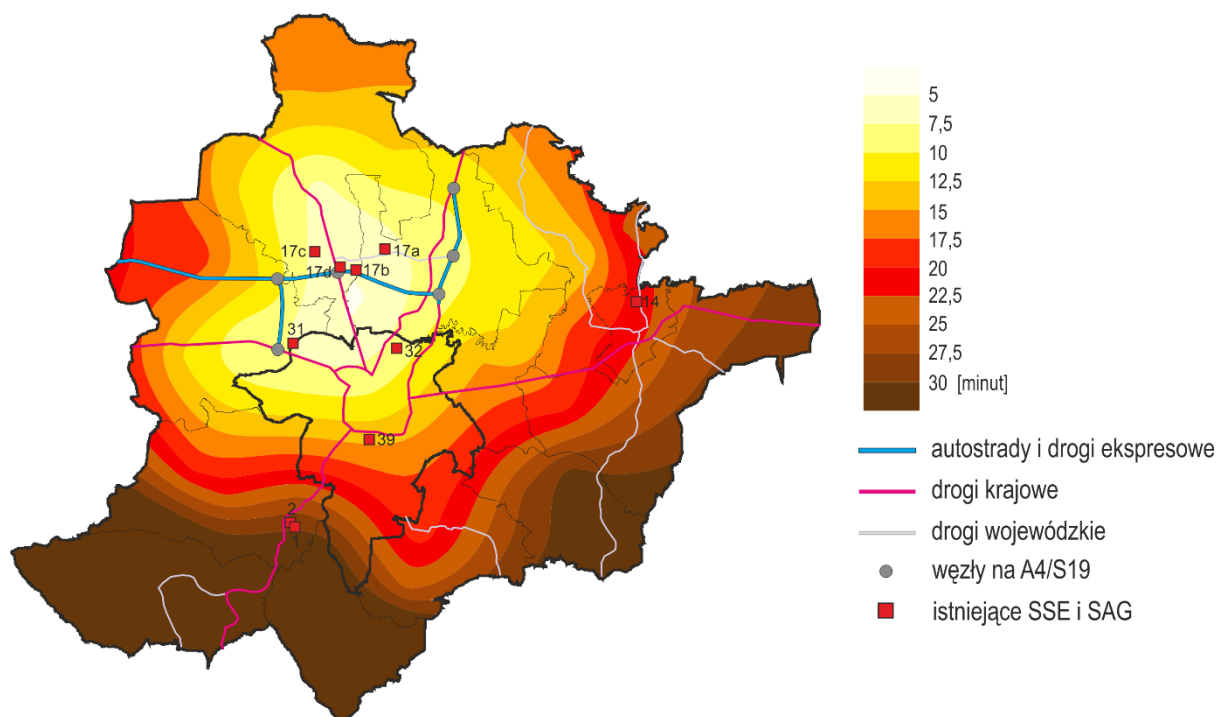 17c
17a
17d
17b
31
32
14
39
2
1
5
7,5
10
12,5
15
17,5
20
22,5
25
27,5
30 [minut]
autostrady i drogi ekspresowe
drogi krajowe
drogi wojewódzkie
węzły na A4/S19
istniejące SSE i SAG